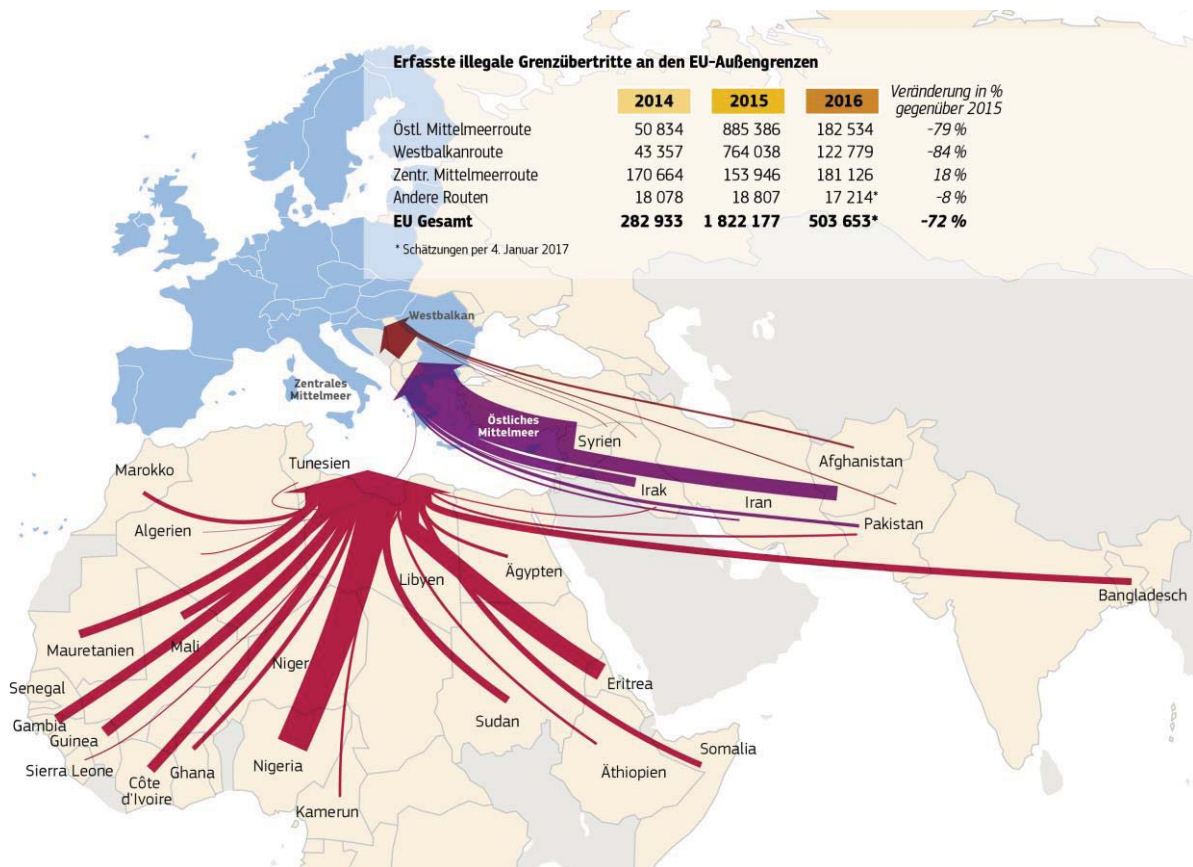 Erfasste illegale Grenzübertritte an den EU-Außengrenzen
2014 2015 2016 Veränderung in % gegenüber 2015
Östl. Mittelmeerroute 50 834 885 386 182 534 -79 %
Westbalkanroute 43 357 764 038 122 779 -84 %
Zentr. Mittelmeerroute 170 664 153 946 181 126 18 %
Andere Routen 18 078 18 807 17 214* -8 %
EU Gesamt 282 933 1 822 177 503 653* -72 %
* Schätzungen per 4. Januar 2017
Westbalkan
Zentrales
Mittelmeer
Östliches
Mittelmeer
Syrien
Marokko
Tunesien
Afghanistan
Irak
Iran
Algerien
Pakistan
Libyen
Ägypten
Bangladesch
Mauretanien
Mali
Niger
Senegal
Eritrea
Gambia
Guinea
Sudan
Sierra Leone
Côte
d'Ivoire
Ghana
Nigeria
Somalia
Äthiopien
Kamerun